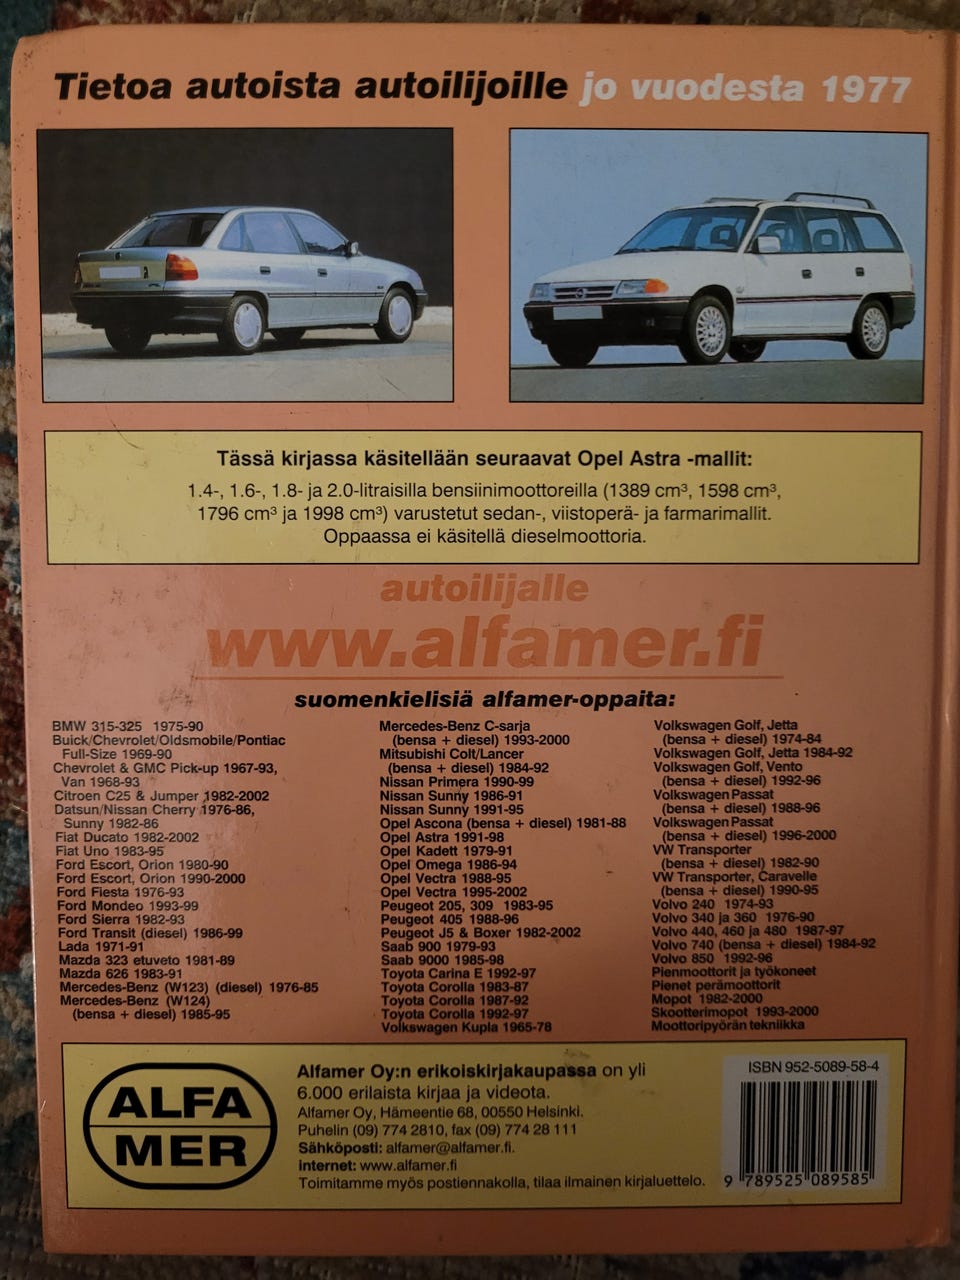 Tietoa autoista autoilijoille jo vuodesta 1977
Tässä kirjassa käsitellään seuraavat Opel Astra -mallit:
1.4-, 1.6-, 1.8- ja 2.0-litraisilla bensiinimoottoreilla (1389 cm³, 1598 cm³,
1796 cm³ ja 1998 cm³) varustetut sedan-, viistoperä- ja farmarimallit.
Oppaassa ei käsitellä dieselmoottoria.
autoilijalle
www.alfamer.fi
suomenkielisiä alfamer-oppaita:
BMW 315-325 1975-90
Buick/Chevrolet/Oldsmobile/Pontiac
Full-Size 1969-90
Chevrolet & GMC Pick-up 1967-93,
Van 1968-93
Citroen C25 & Jumper 1982-2002
Datsun/Nissan Cherry 1976-86,
Sunny 1982-86
Fiat Ducato 1982-2002
Fiat Uno 1983-95
Ford Escort, Orion 1980-90
Ford Escort, Orion 1990-2000
Ford Fiesta 1976-93
Ford Mondeo 1993-99
Ford Sierra 1982-93
Ford Transit (diesel) 1986-99
Lada 1971-91
Mazda 323 etuveto 1981-89
Mazda 626 1983-91
Mercedes-Benz (W123) (diesel) 1976-85
Mercedes-Benz (W124)
(bensa + diesel) 1985-95
Mercedes-Benz C-sarja
(bensa + diesel) 1993-2000
Mitsubishi Colt/Lancer
(bensa + diesel) 1984-92
Nissan Primera 1990-99
Nissan Sunny 1986-91
Nissan Sunny 1991-95
Opel Ascona (bensa + diesel) 1981-88
Opel Astra 1991-98
Opel Kadett 1979-91
Opel Omega 1986-94
Opel Vectra 1988-95
Opel Vectra 1995-2002
Peugeot 205, 309 1983-95
Peugeot 405 1988-96
Peugeot J5 & Boxer 1982-2002
Saab 900 1979-93
Saab 9000 1985-98
Toyota Carina E 1992-97
Toyota Corolla 1983-87
Toyota Corolla 1987-92
Toyota Corolla 1992-97
Volkswagen Kupla 1965-78
Volkswagen Golf, Jetta
(bensa + diesel) 1974-84
Volkswagen Golf, Jetta 1984-92
Volkswagen Golf, Vento
(bensa + diesel) 1992-96
Volkswagen Passat
(bensa + diesel) 1988-96
Volkswagen Passat
(bensa + diesel) 1996-2000
VW Transporter
(bensa + diesel) 1982-90
VW Transporter, Caravelle
(bensa + diesel) 1990-95
Volvo 240 1974-93
Volvo 340 ja 360 1976-90
Volvo 440, 460 ja 480 1987-97
Volvo 740 (bensa + diesel) 1984-92
Volvo 850 1992-96
Pienmoottorit ja työkoneet
Pienet perämoottorit
Mopot 1982-2000
Skootterimopot 1993-2000
Moottoripyörän tekniikka
ALFA
MER
Alfamer Oy:n erikoiskirjakaupassa on yli
6.000 erilaista kirjaa ja videota.
Alfamer Oy, Hämeentie 68, 00550 Helsinki.
Puhelin (09) 774 2810, fax (09) 774 28 111
Sähköposti: alfamer@alfamer.fi.
Internet: www.alfamer.fi
Toimitamme myös postiennakolla, tilaa ilmainen kirjaluettelo.
ISBN 952-5089-58-4
9 789525 089585